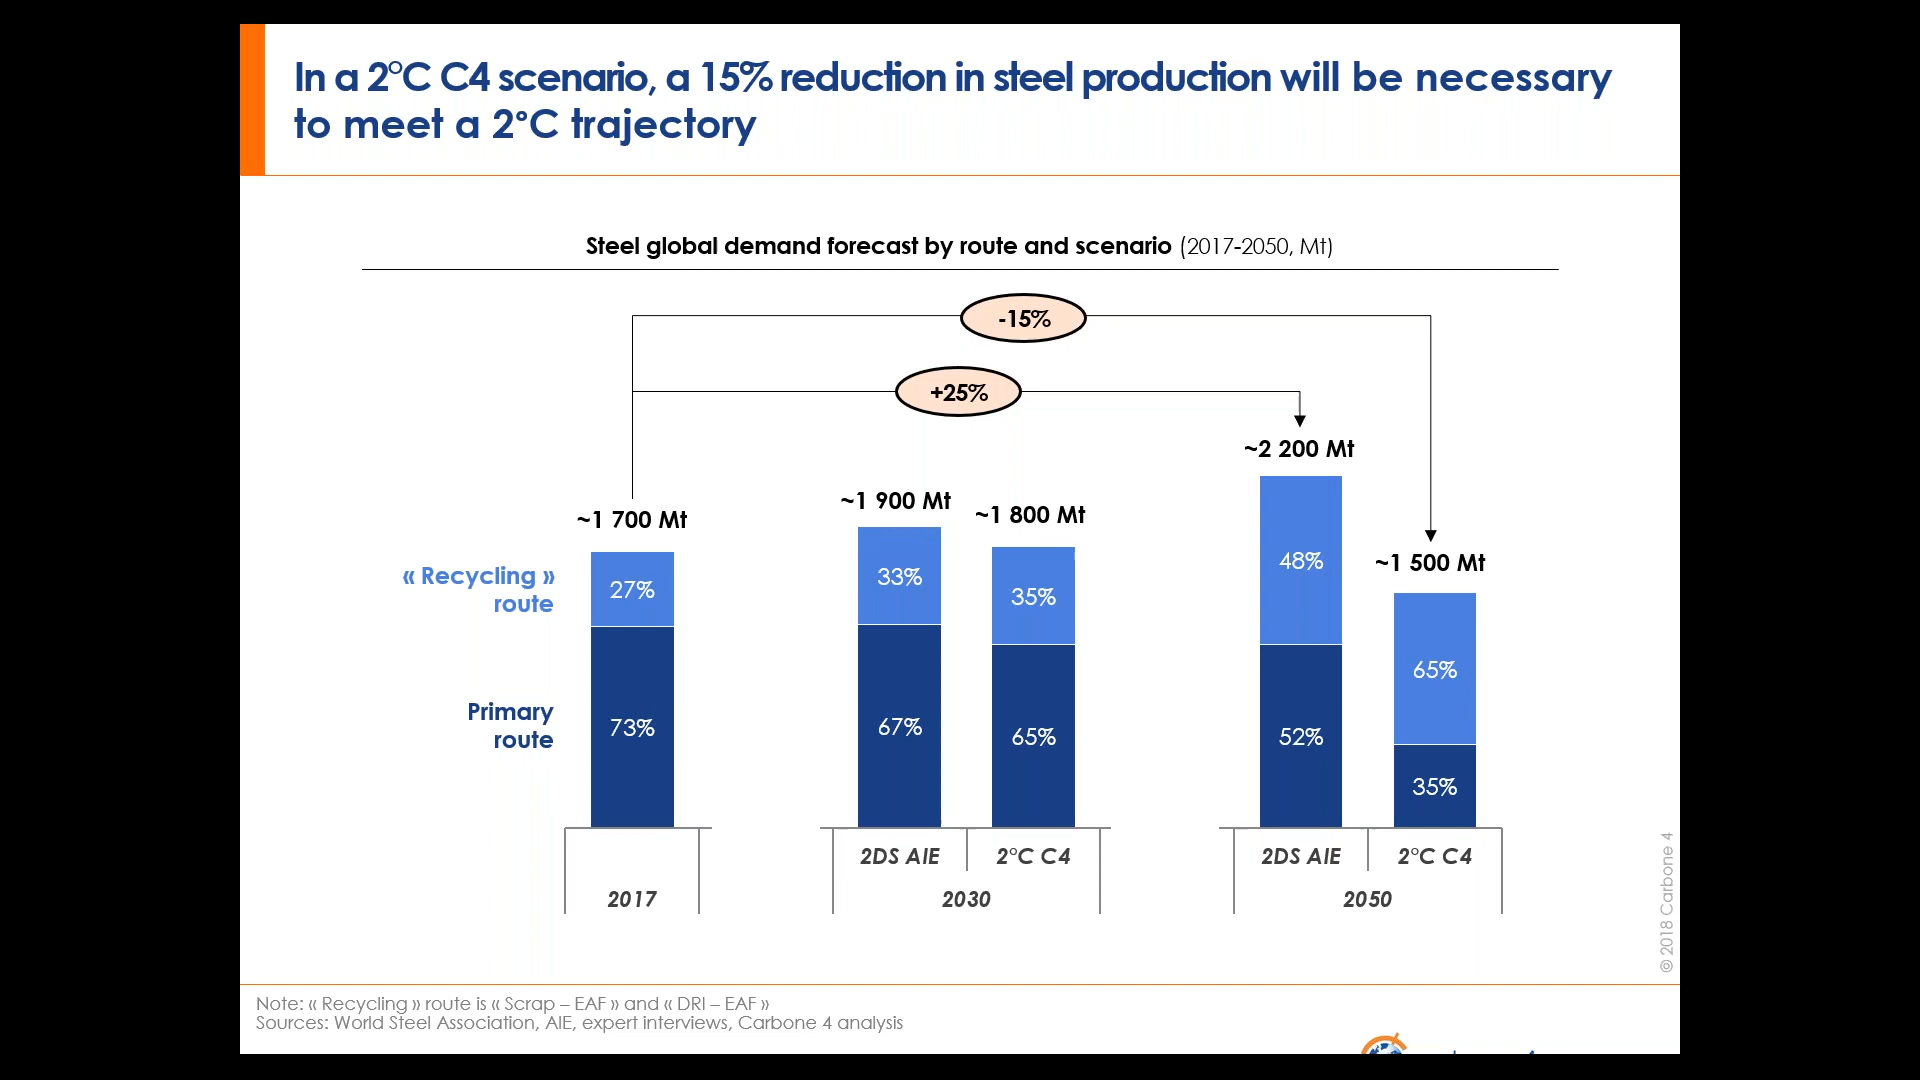 In a 2°C C4 scenario, a 15% reduction in steel production will be necessary
to meet a 2°C trajectory
Steel global demand forecast by route and scenario (2017-2050, Mt)
-15%
+25%
~2 200 Mt
~1 900 Mt
~1 800 Mt
~1 700 Mt
~1 500 Mt
« Recycling »
route
27%
33%
35%
48%
65%
Primary
route
73%
67%
65%
52%
35%
2DS AIE
2°C C4
2DS AIE
2°C C4
2017
2030
2050
© 2018 Carbone 4
Note: « Recycling » route is « Scrap – EAF » and « DRI – EAF »
Sources: World Steel Association, AIE, expert interviews, Carbone 4 analysis